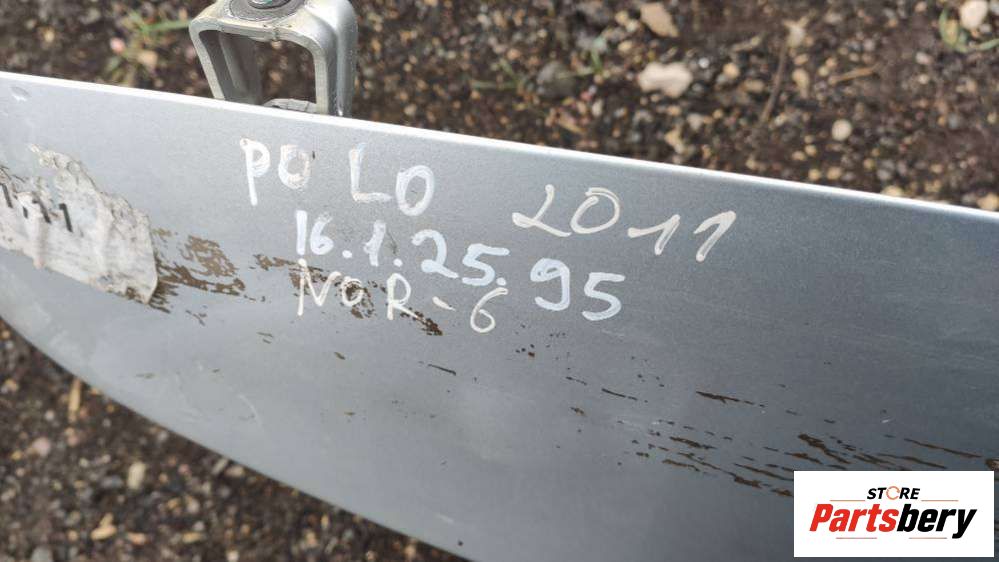 POLO 2011
16.1.25.95
NOR-6
STORE
Partsbery